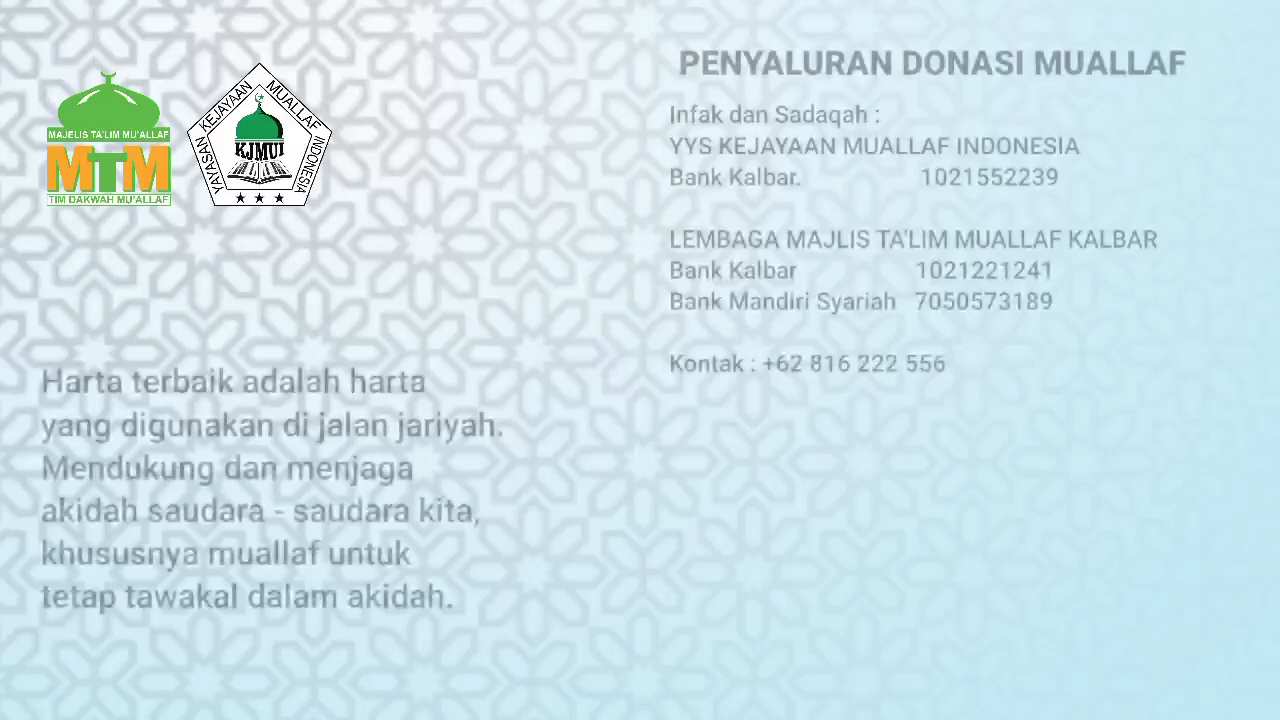 MAJELIS TA'LIM MU'ALLAF
MTM
TIM DAKWAH MU'ALLAF
YAYASAN KEJAYAAN MUALLAF INDONESIA
KJMUI
Harta terbaik adalah harta
yang digunakan di jalan jariyah.
Mendukung dan menjaga
akidah saudara - saudara kita,
khususnya muallaf untuk
tetap tawakal dalam akidah.
PENYALURAN DONASI MUALLAF
Infak dan Sadaqah :
YYS KEJAYAAN MUALLAF INDONESIA
Bank Kalbar. 1021552239
LEMBAGA MAJLIS TA'LIM MUALLAF KALBAR
Bank Kalbar 1021221241
Bank Mandiri Syariah 7050573189
Kontak : +62 816 222 556